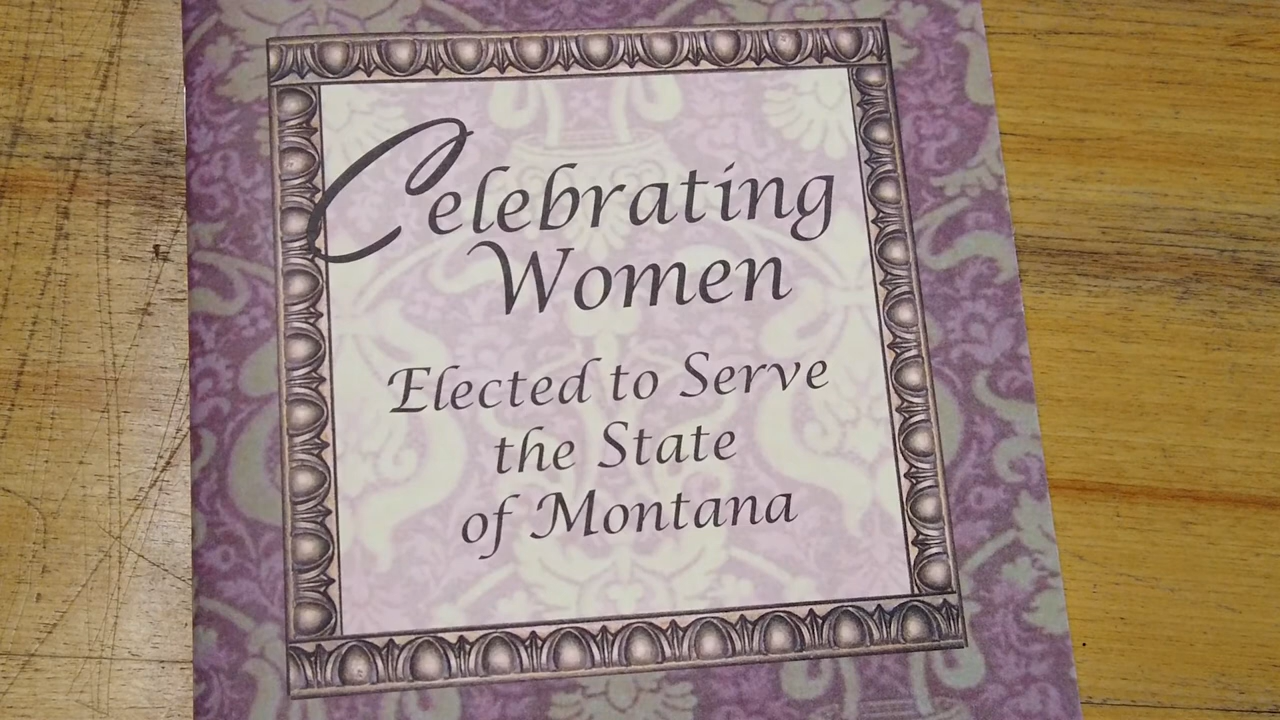 Celebrating
Women
Elected to Serve
the State
of Montana